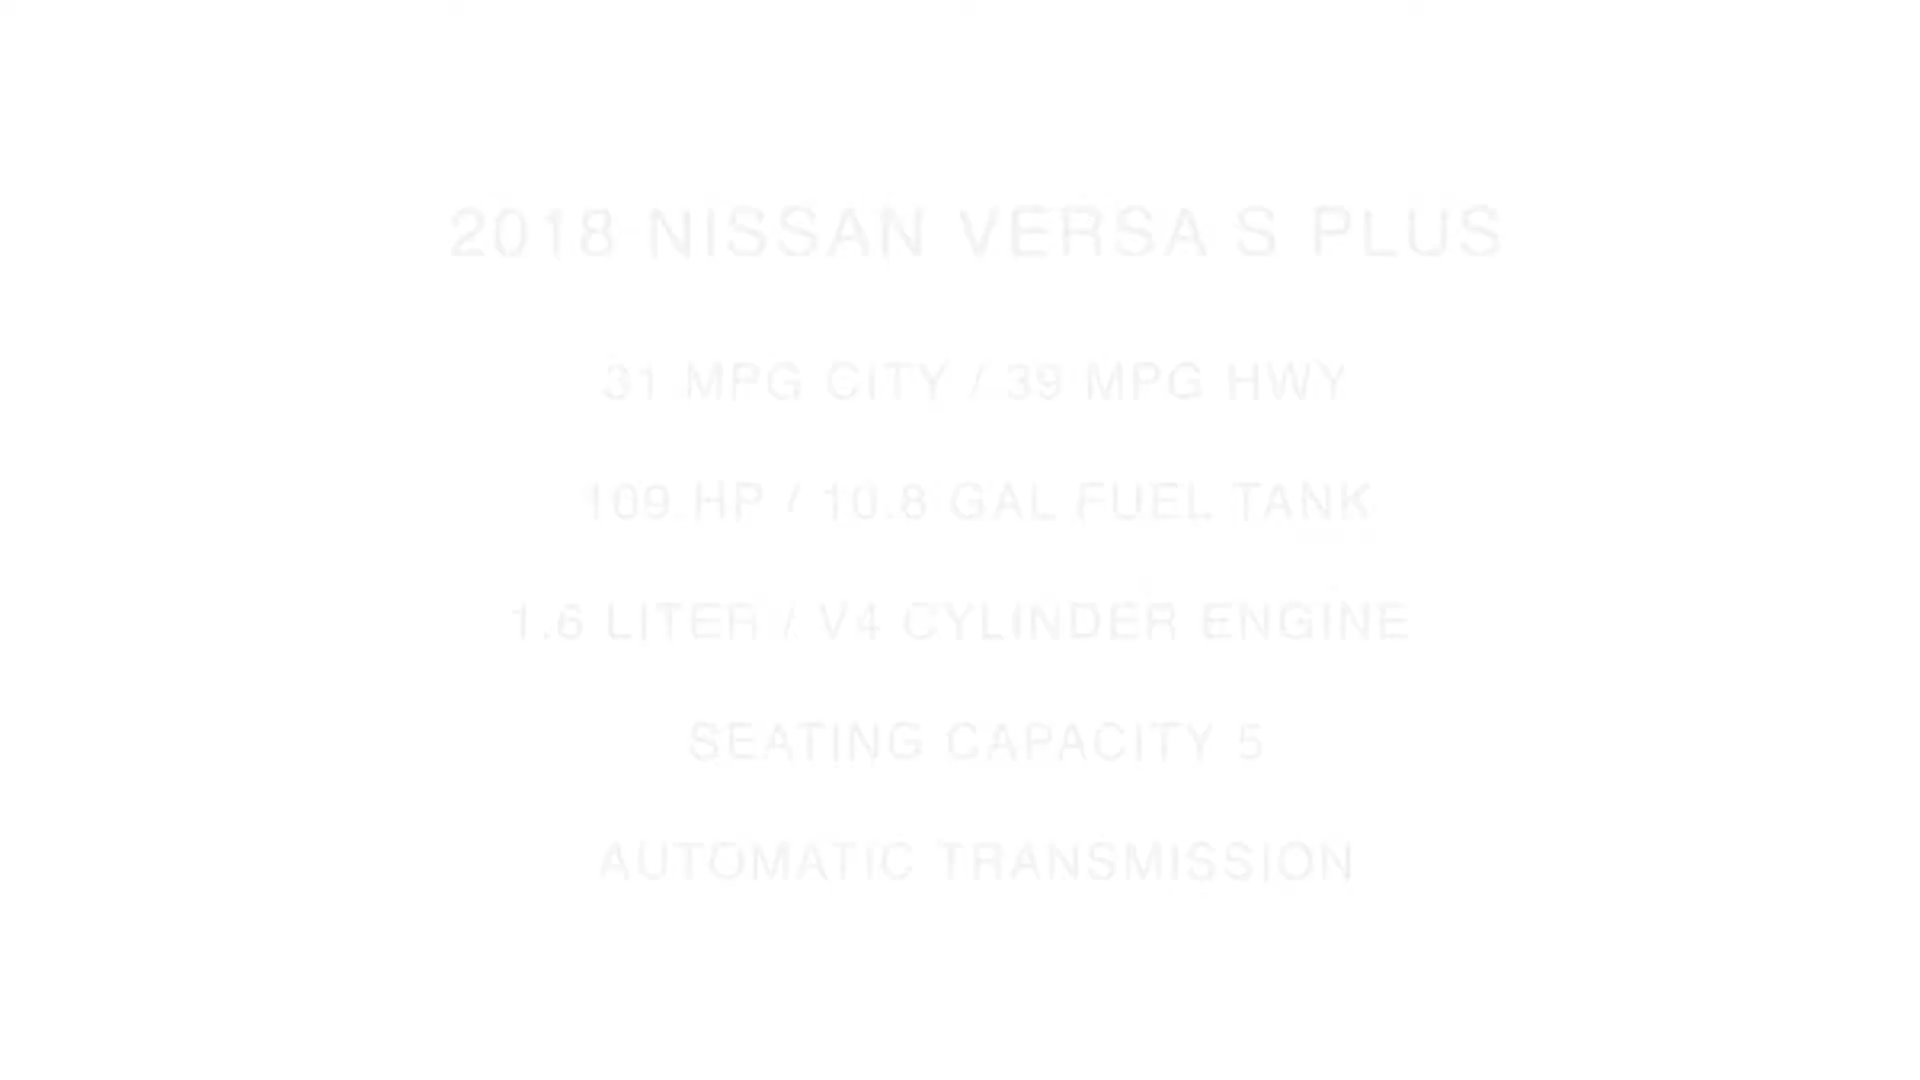 2018 NISSAN VERSA S PLUS
31 MPG CITY / 39 MPG HWY
109 HP / 10.8 GAL FUEL TANK
1.6 LITER / V4 CYLINDER ENGINE
SEATING CAPACITY 5
AUTOMATIC TRANSMISSION